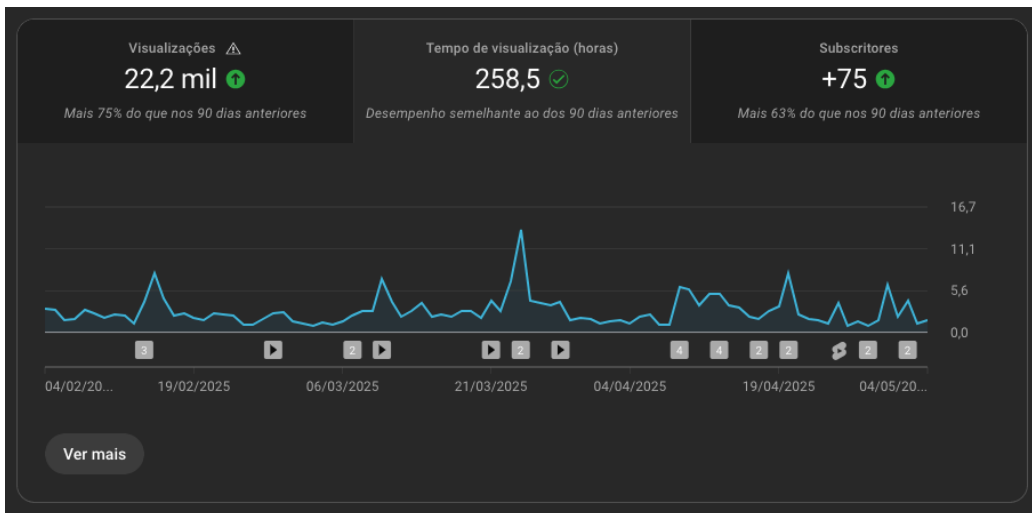 Visualizações
22,2 mil
Mais 75% do que nos 90 dias anteriores
Tempo de visualização (horas)
258,5
Desempenho semelhante ao dos 90 dias anteriores
Subscritores
+75
Mais 63% do que nos 90 dias anteriores
16,7
11,1
5,6
0,0
3 2 2 4 4 2 2 2 2
04/02/20... 19/02/2025 06/03/2025 21/03/2025 04/04/2025 19/04/2025 04/05/20...
Ver mais